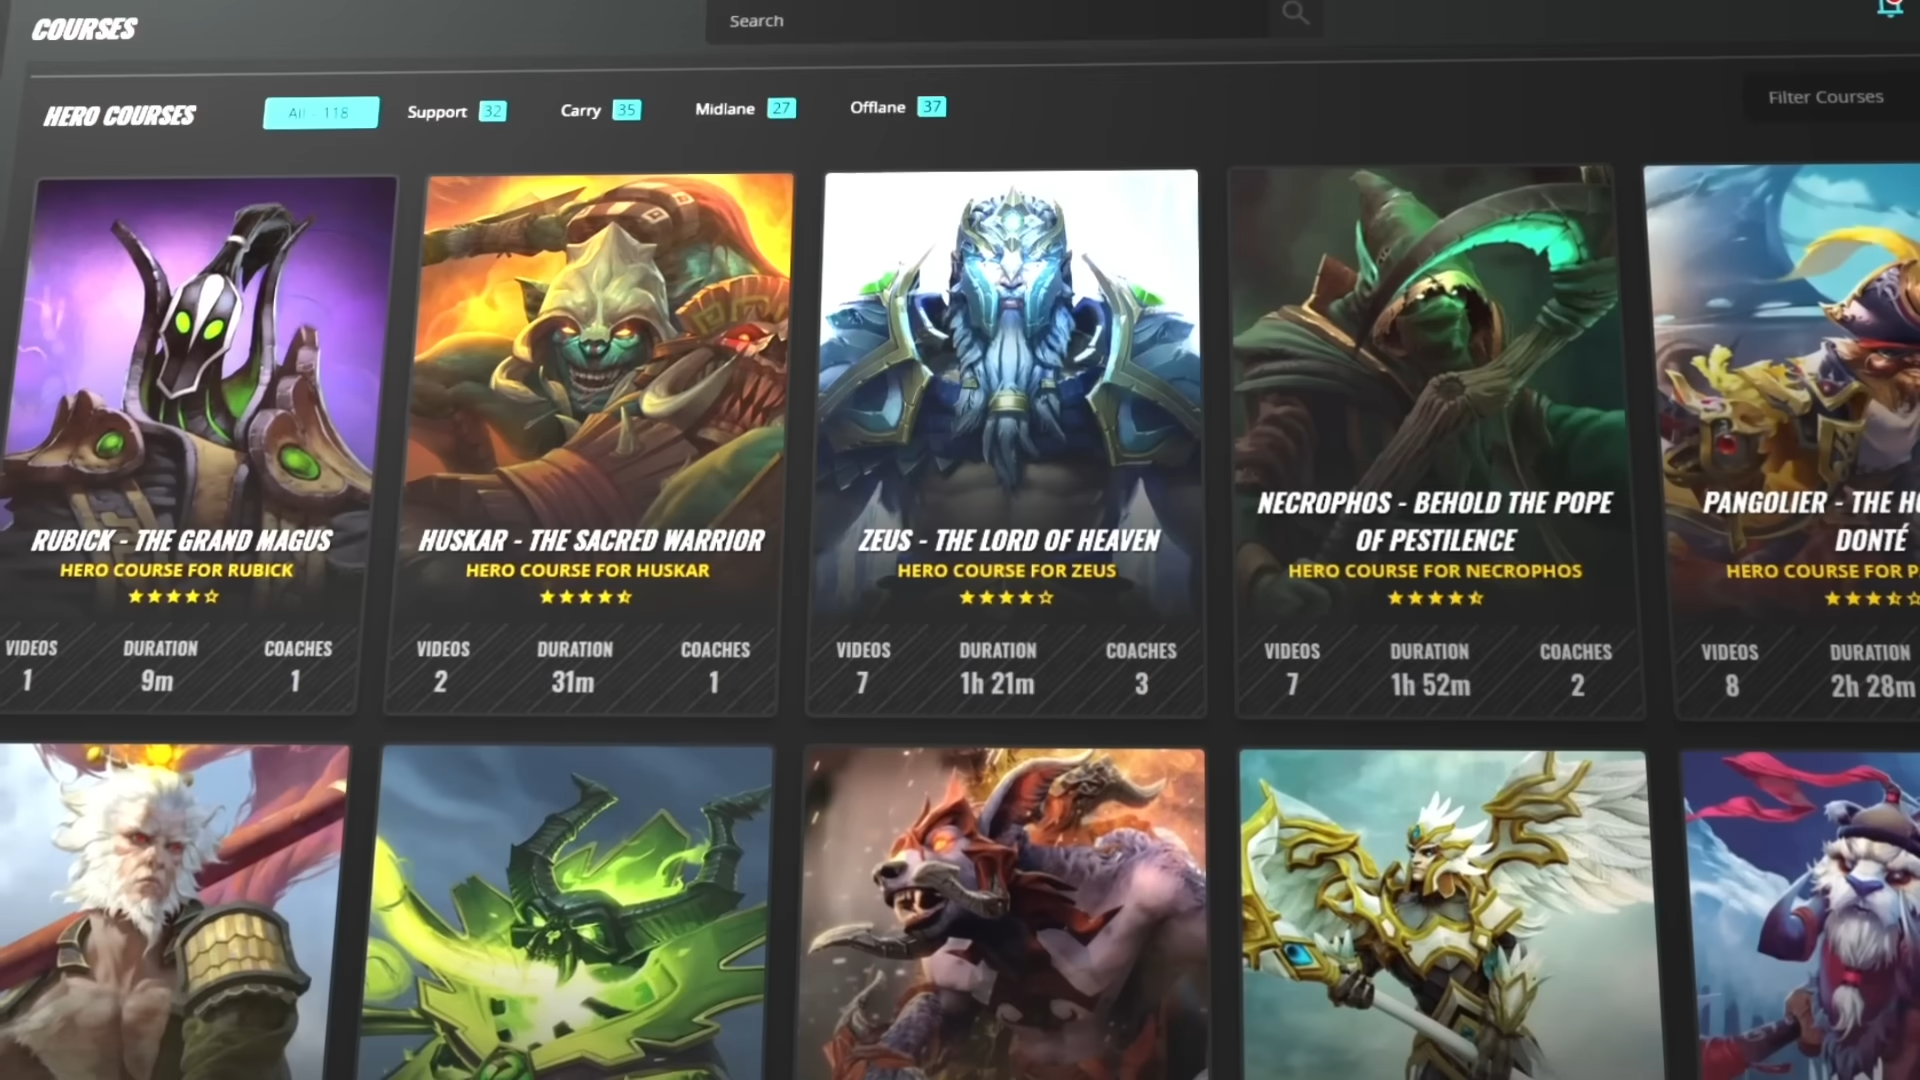 COURSES
Search
HERO COURSES
All - 118
Support 32
Carry 35
Midlane 27
Offlane 37
Filter Courses
RUBICK - THE GRAND MAGUS
HERO COURSE FOR RUBICK
VIDEOS DURATION COACHES
1 9m 1
HUSKAR - THE SACRED WARRIOR
HERO COURSE FOR HUSKAR
VIDEOS DURATION COACHES
2 31m 1
ZEUS - THE LORD OF HEAVEN
HERO COURSE FOR ZEUS
VIDEOS DURATION COACHES
7 1h 21m 3
NECROPHOS - BEHOLD THE POPE
OF PESTILENCE
HERO COURSE FOR NECROPHOS
VIDEOS DURATION COACHES
7 1h 52m 2
PANGOLIER - THE
DONTÉ
HERO COURSE FOR
VIDEOS DURATION
8 2h 28m